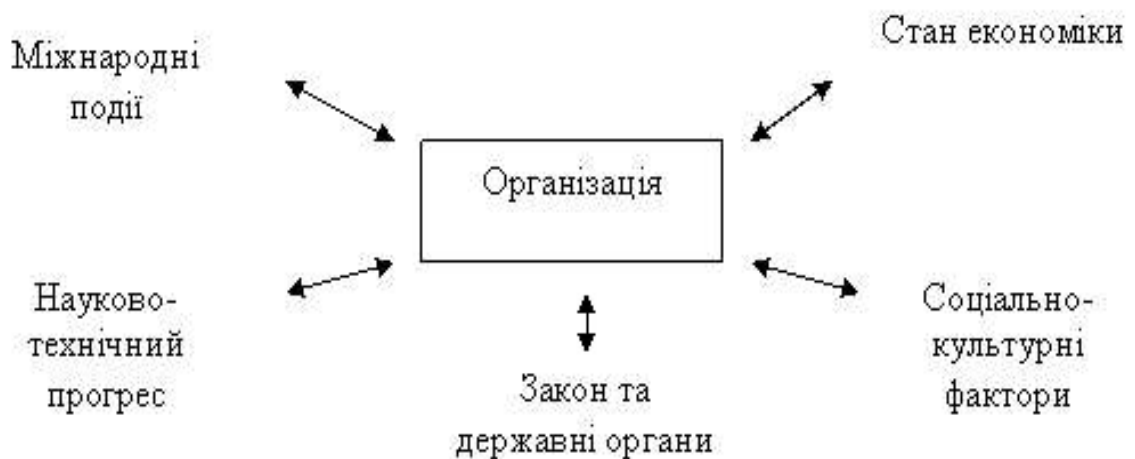 Міжнародні
події
Стан економіки
Організація
Науково-
технічний
прогрес
Закон та
державні органи
Соціально-
культурні
фактори